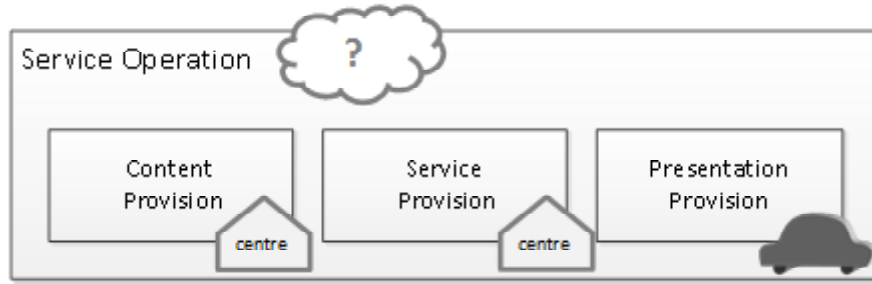 ?
Service Operation
Content
Provision
centre
Service
Provision
centre
Presentation
Provision